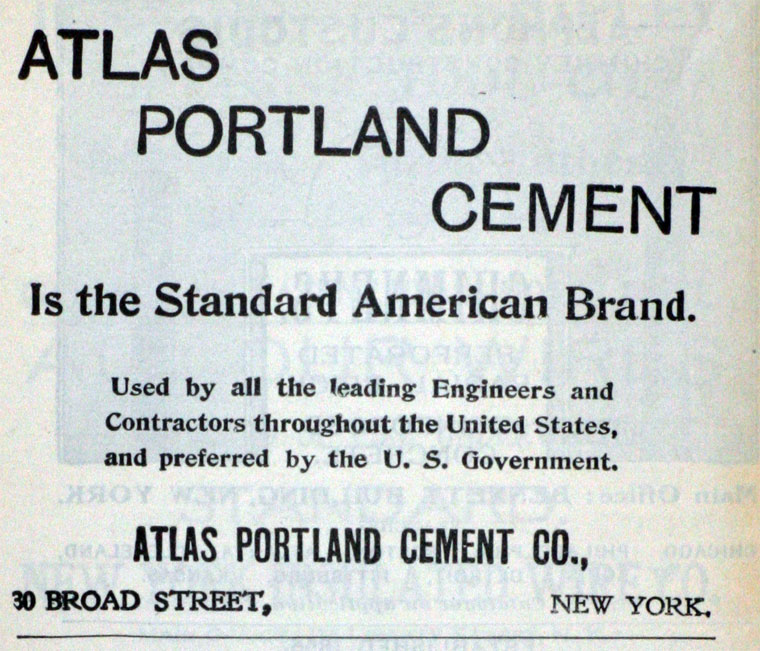 ATLAS
PORTLAND
CEMENT
Is the Standard American Brand.
Used by all the leading Engineers and
Contractors throughout the United States,
and preferred by the U. S. Government.
ATLAS PORTLAND CEMENT CO.,
30 BROAD STREET, NEW YORK.